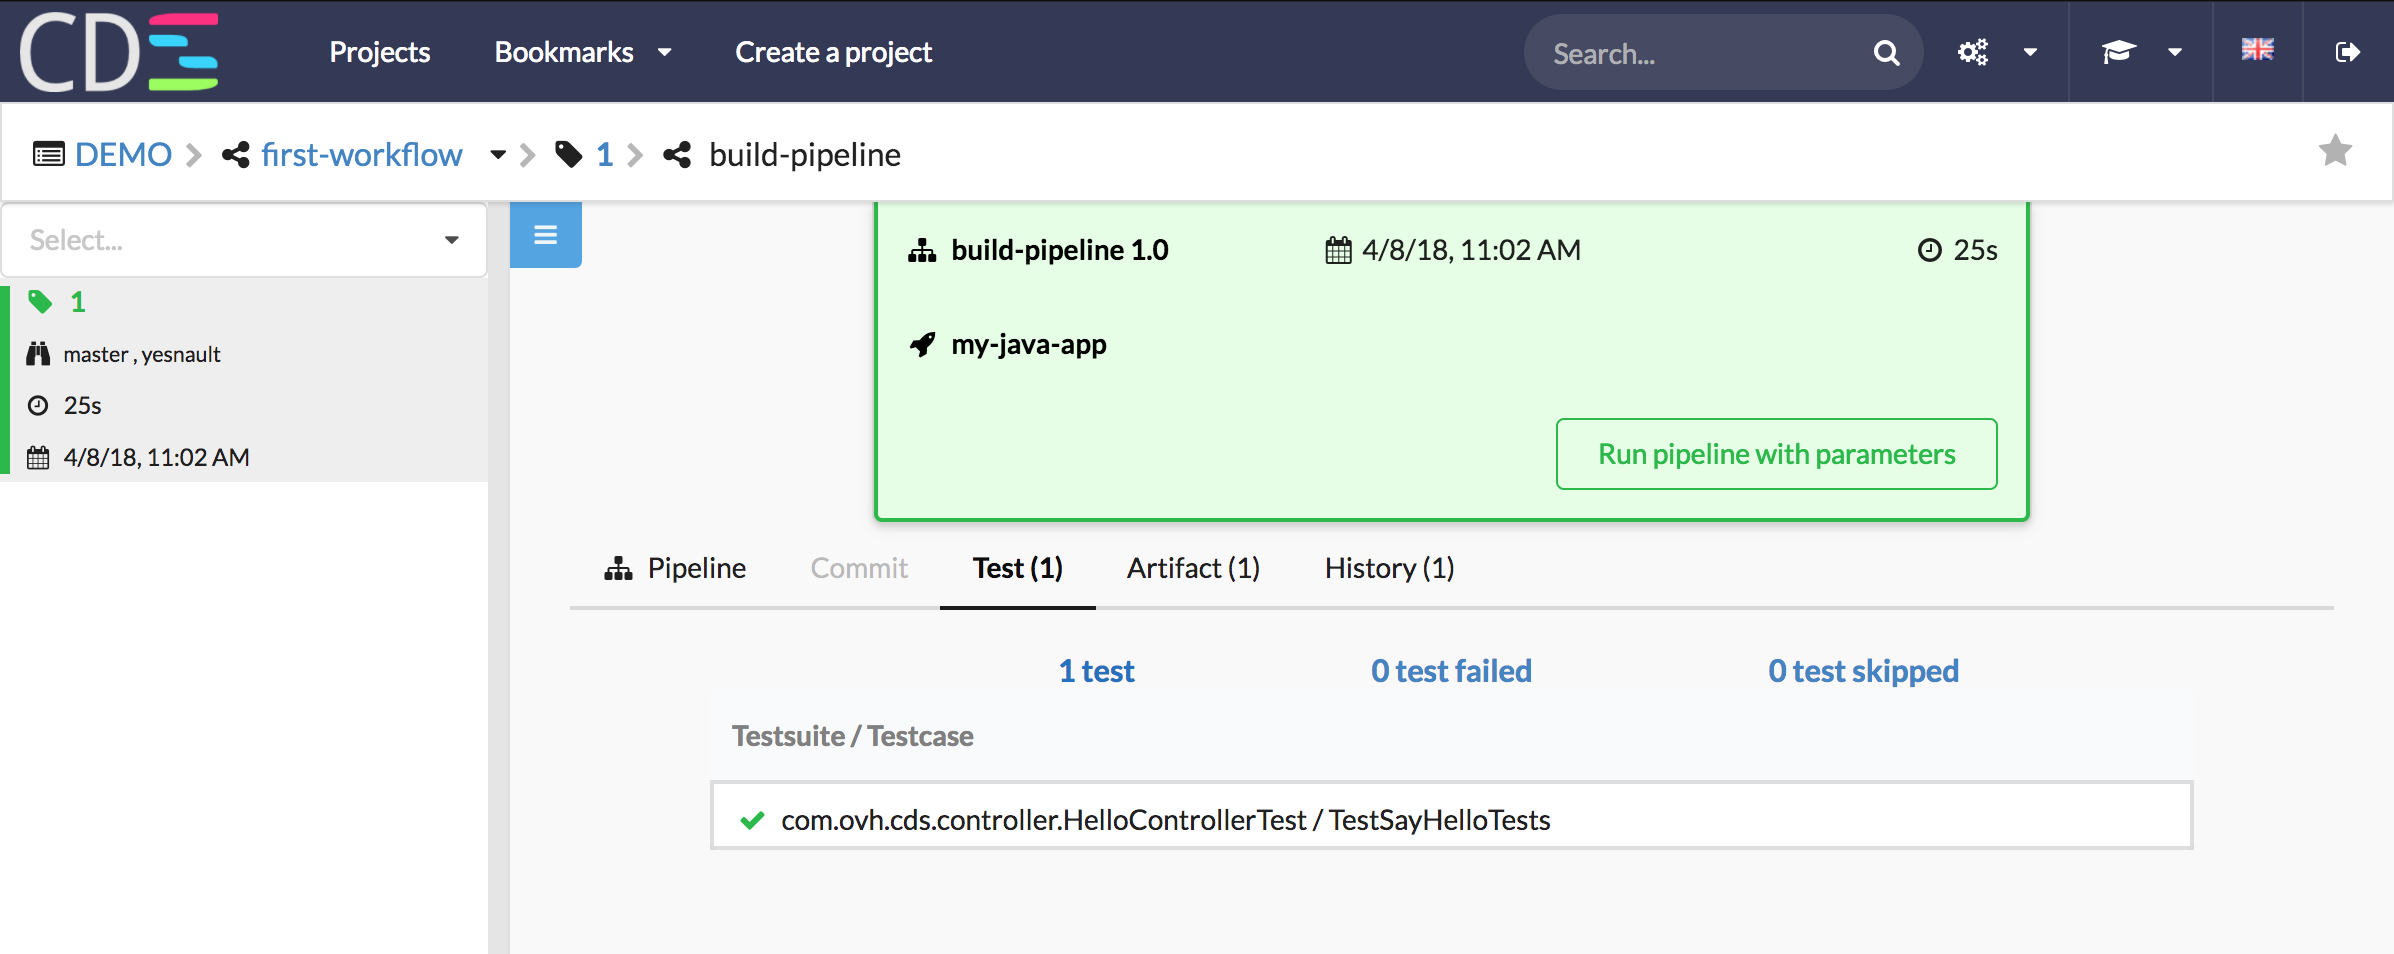 CDS
Projects Bookmarks Create a project Search...
DEMO first-workflow 1 build-pipeline
Select...
1
master , yesnault
25s
4/8/18, 11:02 AM
build-pipeline 1.0 4/8/18, 11:02 AM 25s
my-java-app
Run pipeline with parameters
Pipeline Commit Test (1) Artifact (1) History (1)
1 test 0 test failed 0 test skipped
Testsuite / Testcase
com.ovh.cds.controller.HelloControllerTest / TestSayHelloTests